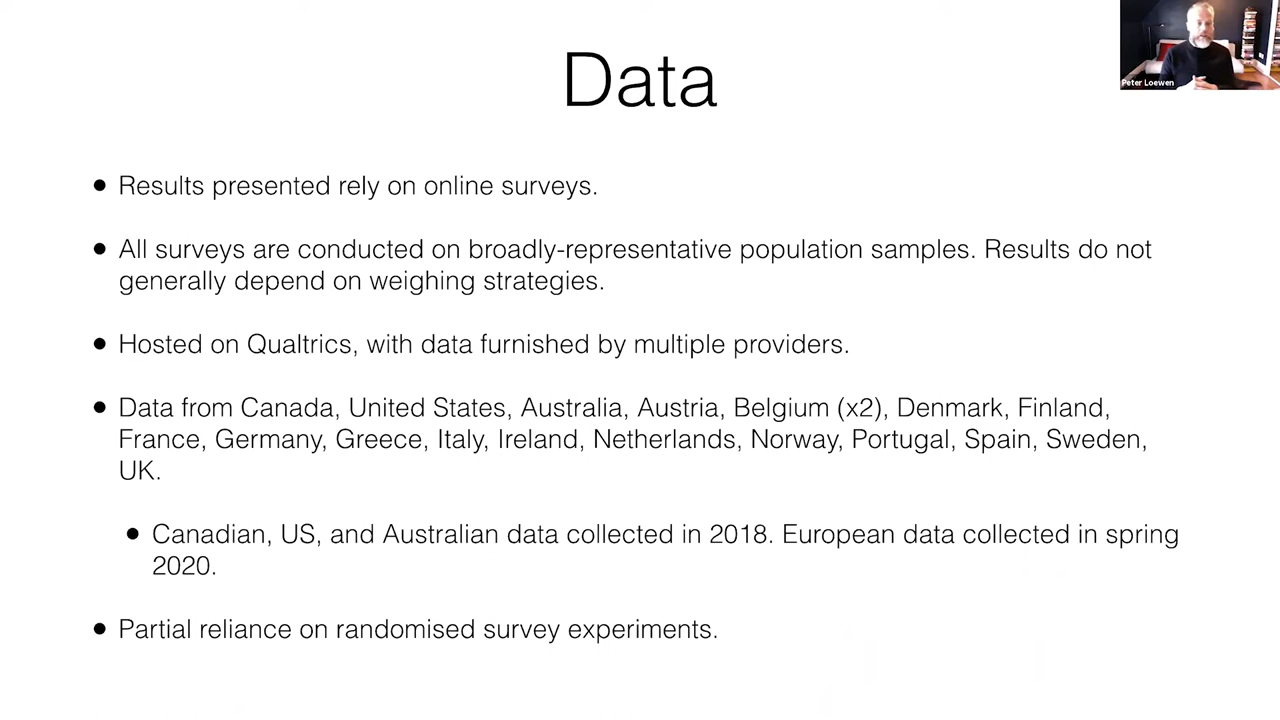 Data
Peter Loewen
• Results presented rely on online surveys.
• All surveys are conducted on broadly-representative population samples. Results do not
generally depend on weighing strategies.
• Hosted on Qualtrics, with data furnished by multiple providers.
• Data from Canada, United States, Australia, Austria, Belgium (x2), Denmark, Finland,
France, Germany, Greece, Italy, Ireland, Netherlands, Norway, Portugal, Spain, Sweden,
UK.
• Canadian, US, and Australian data collected in 2018. European data collected in spring
2020.
• Partial reliance on randomised survey experiments.